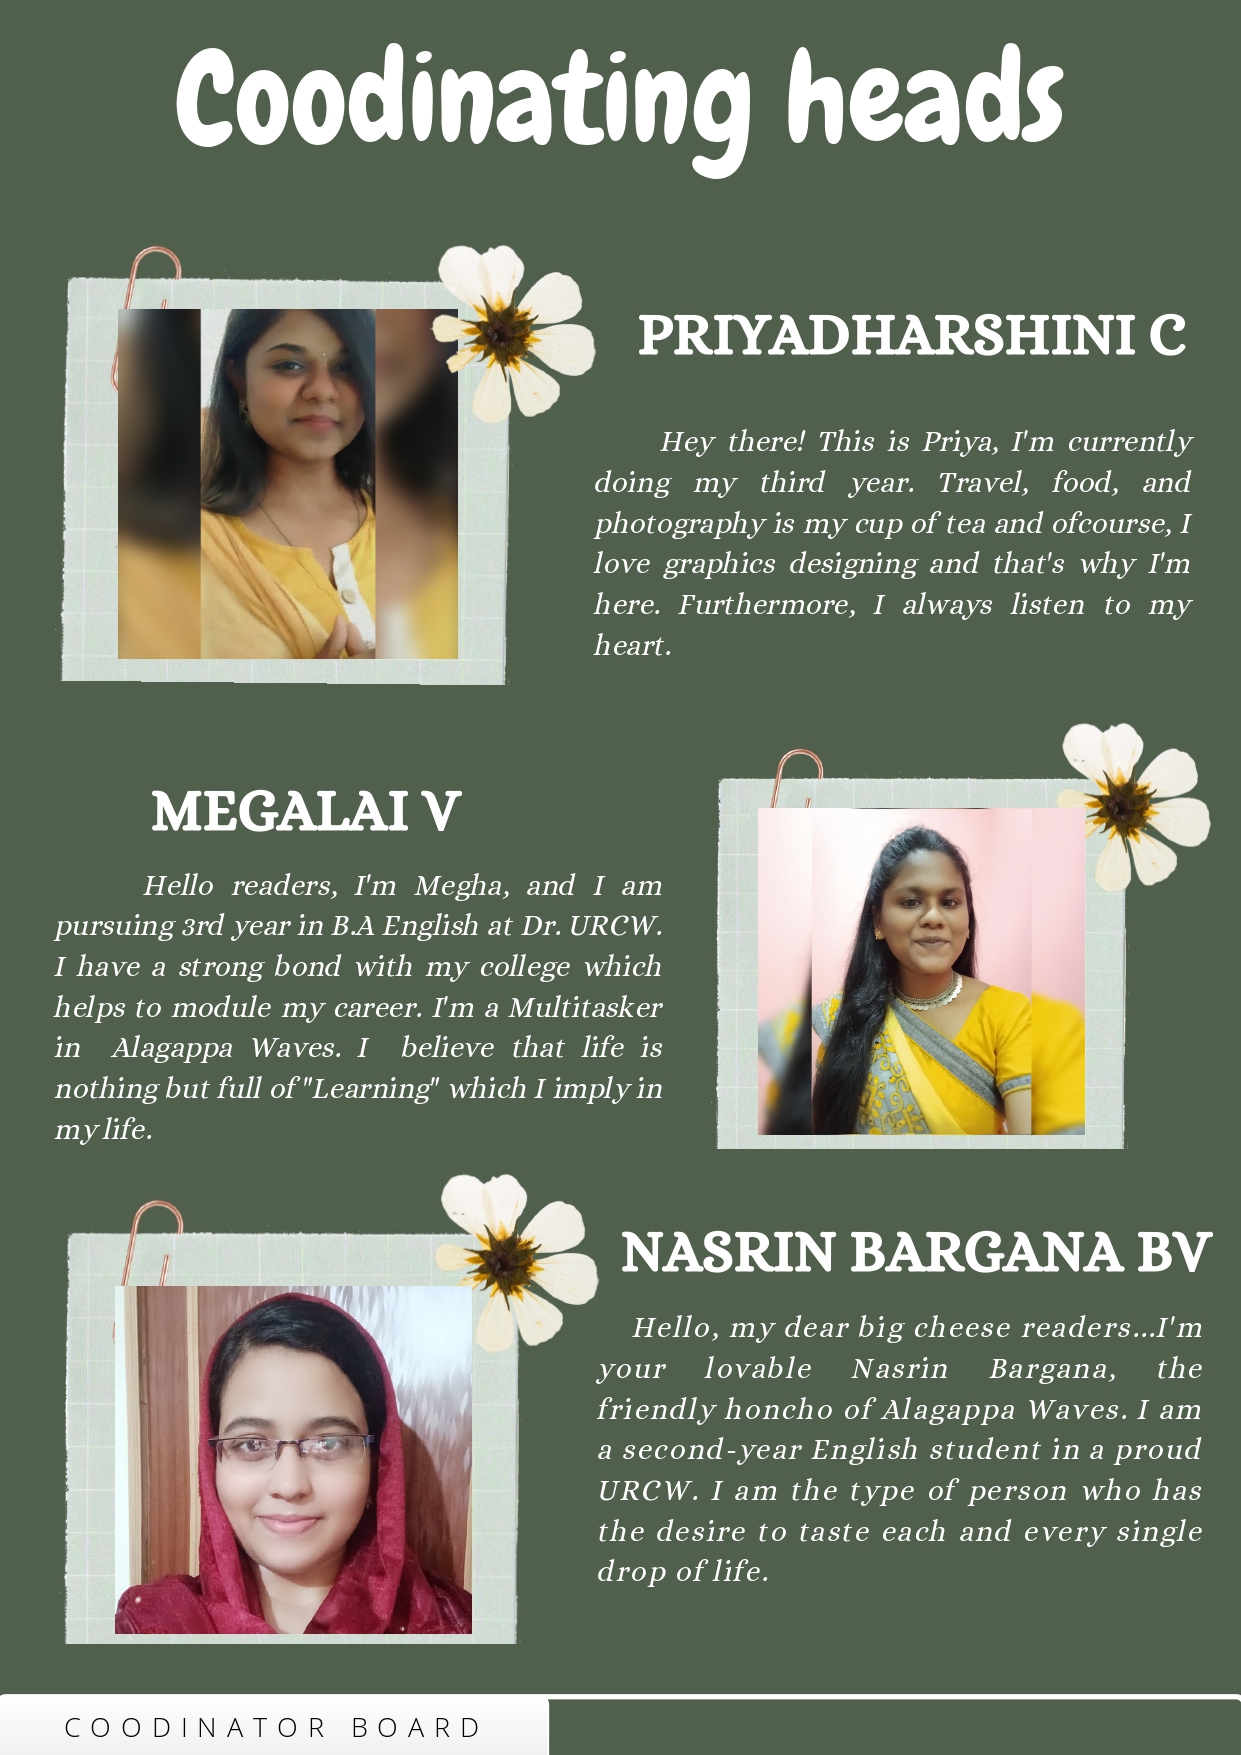 Coodinating heads
PRIYADHARSHINI C
Hey there! This is Priya, I'm currently
doing my third year. Travel, food, and
photography is my cup of tea and ofcourse, I
love graphics designing and that's why I'm
here. Furthermore, I always listen to my
heart.
MEGALAI V
Hello readers, I'm Megha, and I am
pursuing 3rd year in B.A English at Dr. URCW.
I have a strong bond with my college which
helps to module my career. I'm a Multitasker
in Alagappa Waves. I believe that life is
nothing but full of "Learning" which I imply in
my life.
NASRIN BARGANA BV
Hello, my dear big cheese readers...I'm
your lovable Nasrin Bargana, the
friendly honcho of Alagappa Waves. I am
a second-year English student in a proud
URCW. I am the type of person who has
the desire to taste each and every single
drop of life.
COODINATOR BOARD